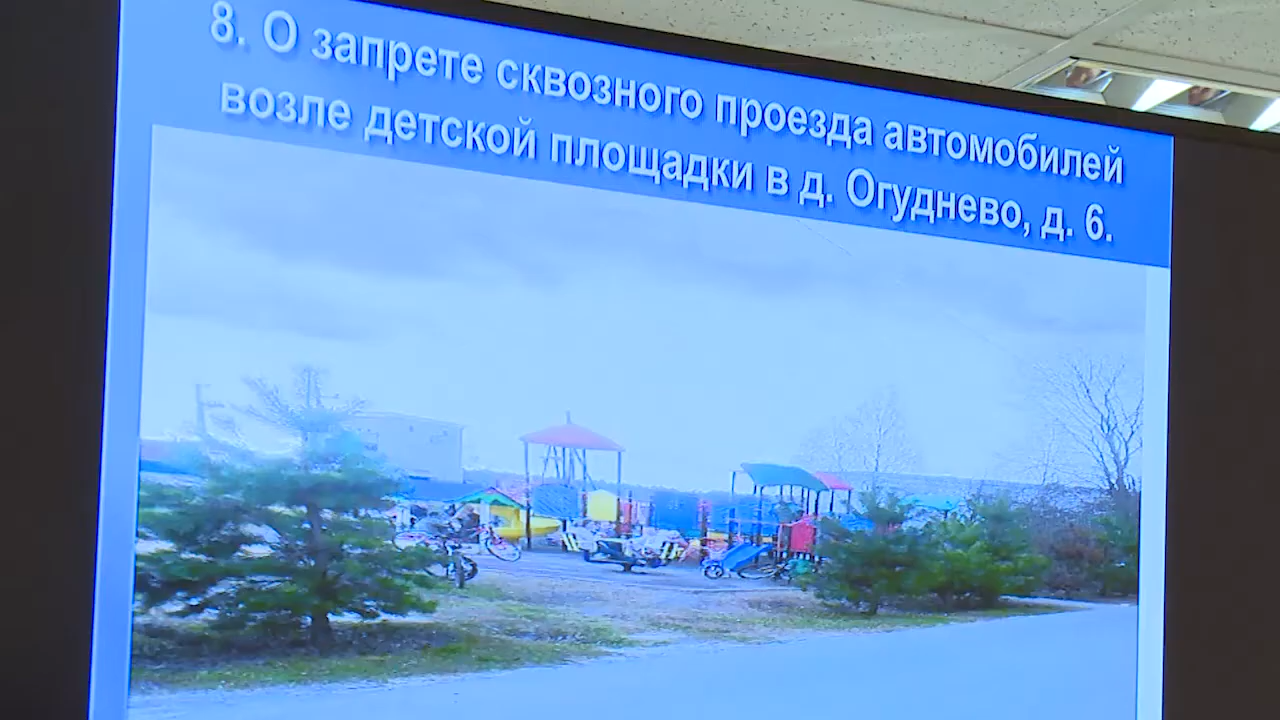 8. О запрете сквозного проезда автомобилей
возле детской площадки в д. Огуднево, д. 6.